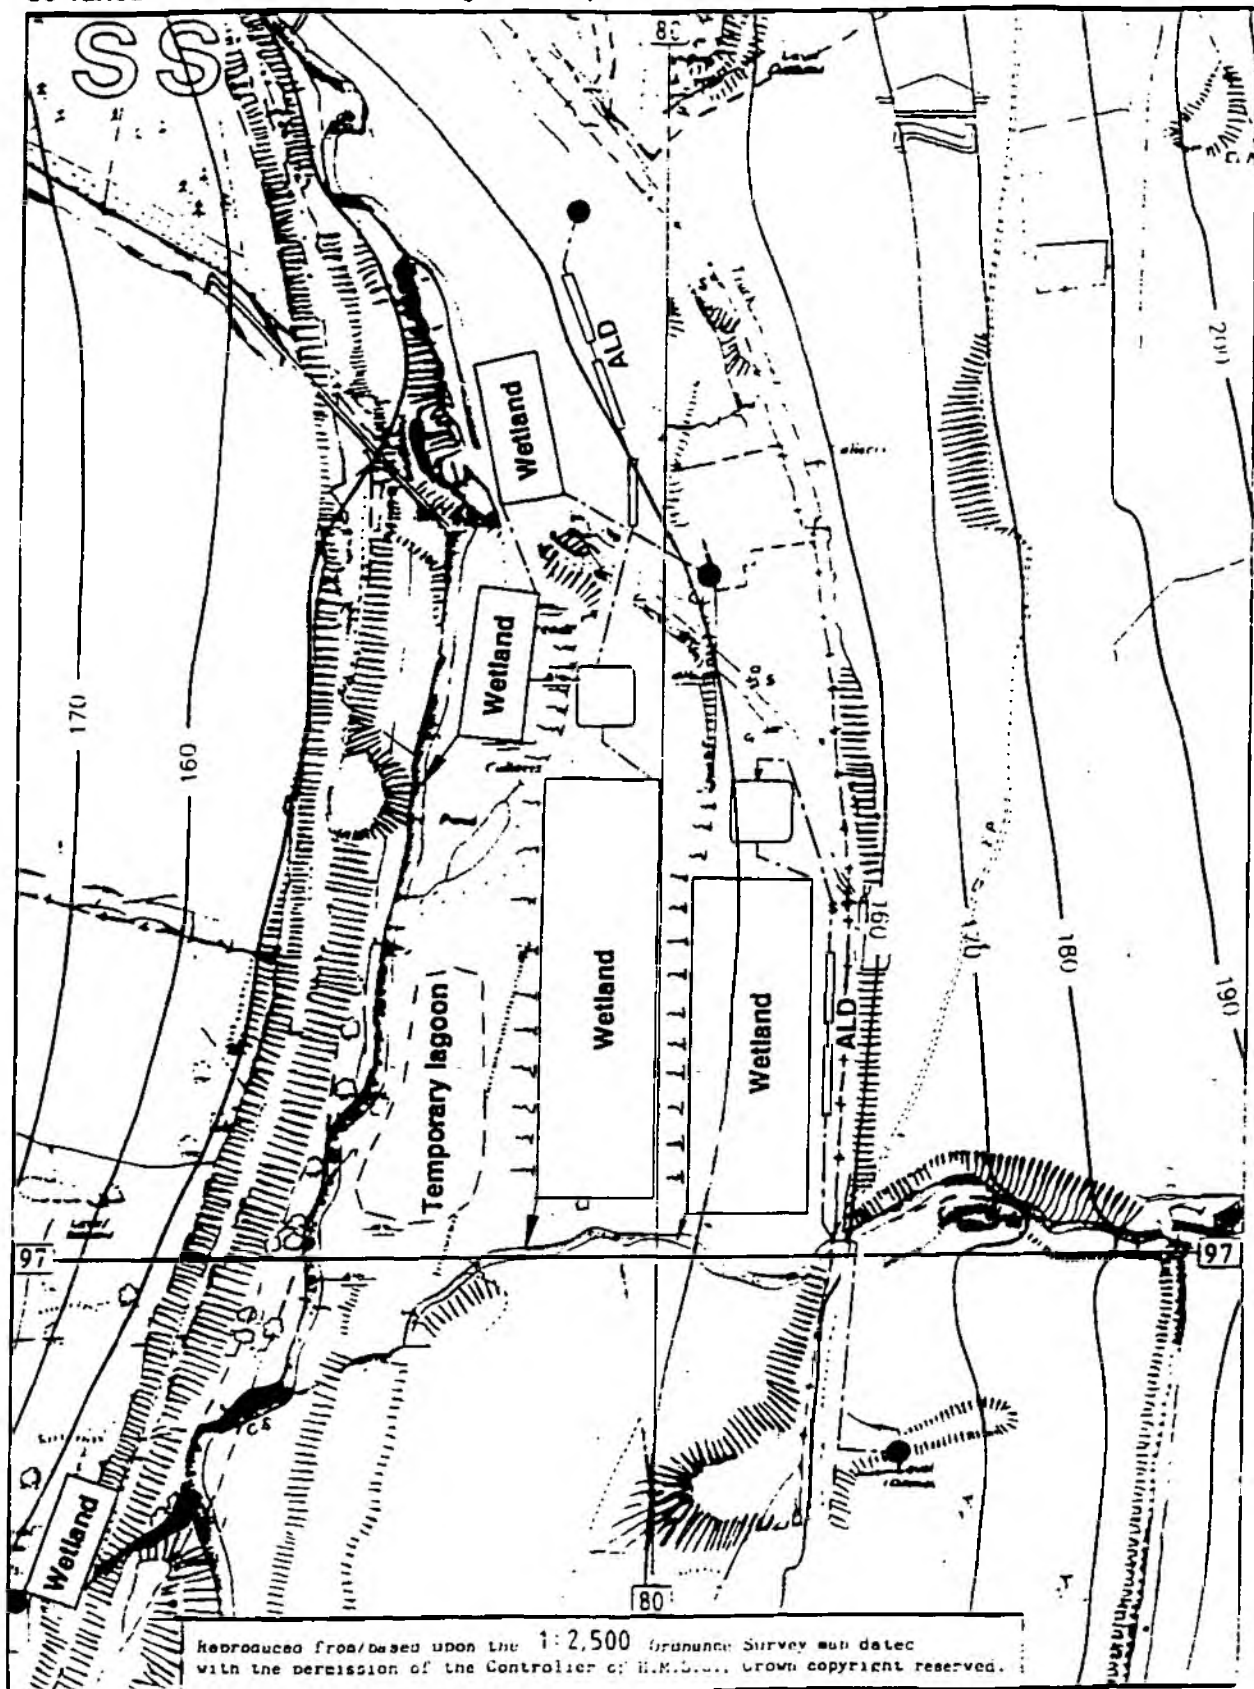 SS
Track
200
ALD
Wetland
Wetland
170
160
Pond
160
170
180
190
Wetland
Wetland
ALD
Temporary lagoon
97
97
Wetland
80
Reproduced from/based upon the 1:2,500 Ordnance Survey map dated
with the permission of the Controller of H.M.S.O., Crown copyright reserved.